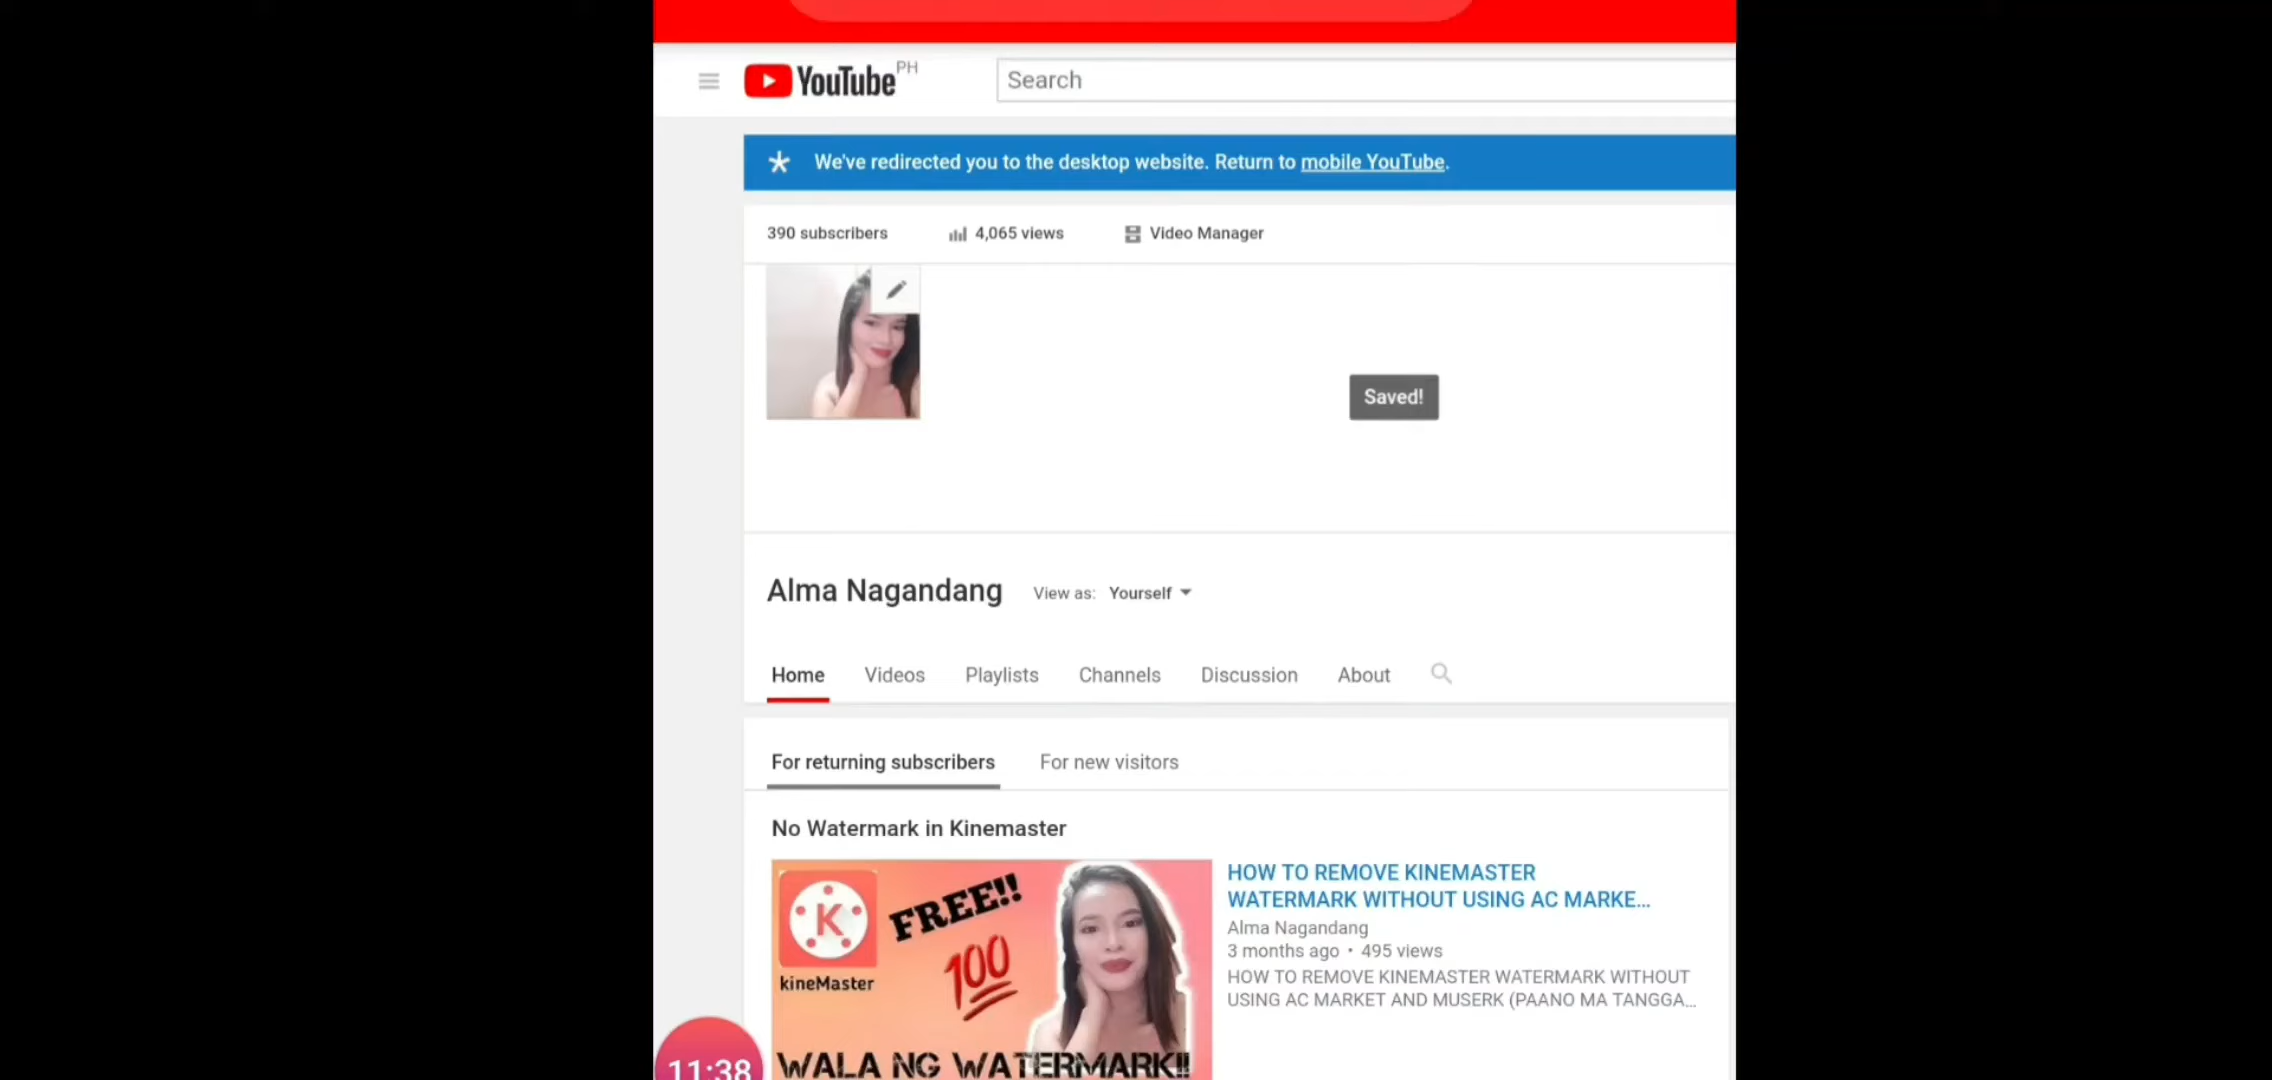 YouTube PH
Search
We've redirected you to the desktop website. Return to mobile YouTube.
390 subscribers
4,065 views
Video Manager
Saved!
Alma Nagandang
View as: Yourself
Home
Videos
Playlists
Channels
Discussion
About
For returning subscribers
For new visitors
No Watermark in Kinemaster
K
kineMaster
FREE!!
100
WALA NG WATERMARK!!
HOW TO REMOVE KINEMASTER
WATERMARK WITHOUT USING AC MARKE...
Alma Nagandang
3 months ago • 495 views
HOW TO REMOVE KINEMASTER WATERMARK WITHOUT
USING AC MARKET AND MUSERK (PAANO MA TANGGA...
11:38